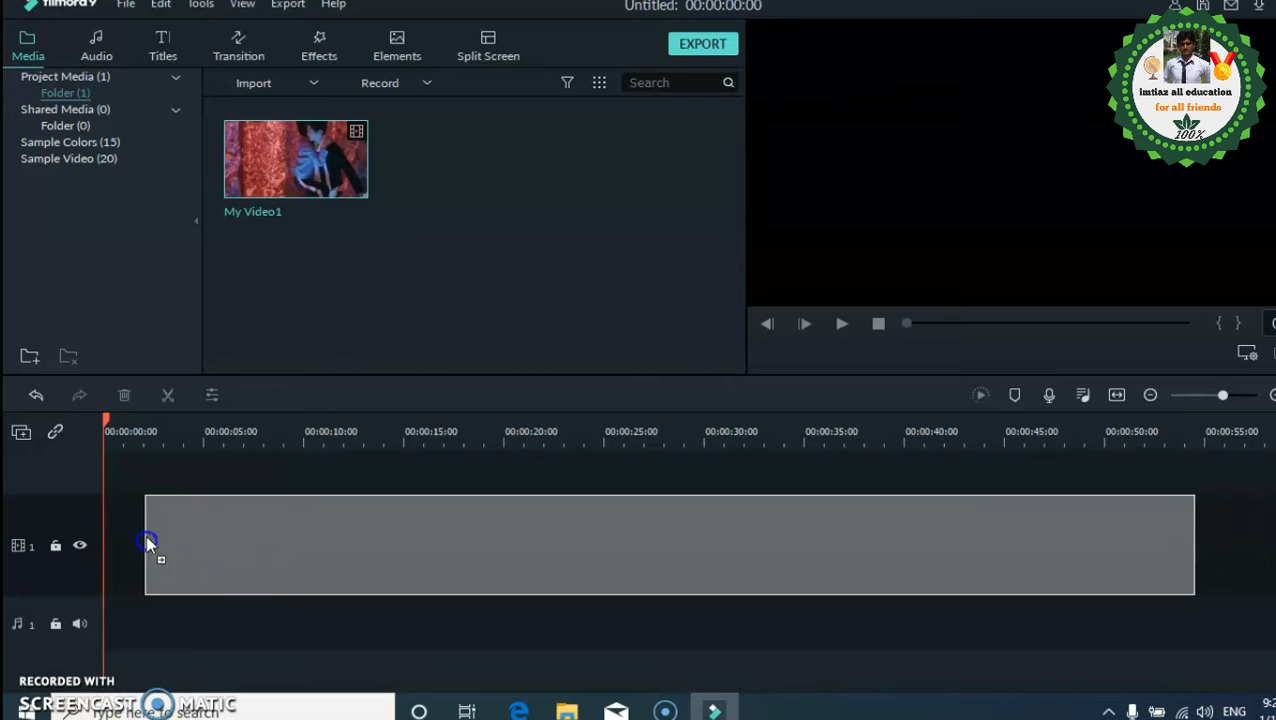 filmora9 File Edit Tools View Export Help Untitled: 00:00:00:00
Media Audio Titles Transition Effects Elements Split Screen EXPORT
Project Media (1)
Folder (1)
Shared Media (0)
Folder (0)
Sample Colors (15)
Sample Video (20)
Import Record Search
My Video1
imtiaz all education
for all friends
100%
00:00:00:00 00:00:05:00 00:00:10:00 00:00:15:00 00:00:20:00 00:00:25:00 00:00:30:00 00:00:35:00 00:00:40:00 00:00:45:00 00:00:50:00 00:00:55:00
1
1
RECORDED WITH
SCREENCAST MATIC
Type here to search
ENG